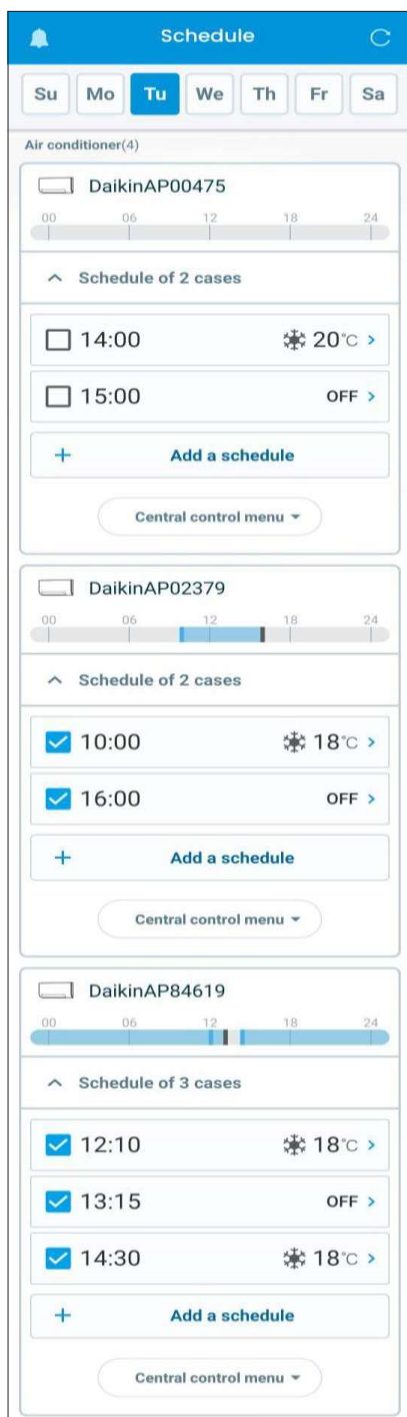 Schedule
Su Mo Tu We Th Fr Sa
Air conditioner(4)
DaikinAP00475
00 06 12 18 24
Schedule of 2 cases
14:00 20°C >
15:00 OFF >
+ Add a schedule
Central control menu
DaikinAP02379
00 06 12 18 24
Schedule of 2 cases
10:00 18°C >
16:00 OFF >
+ Add a schedule
Central control menu
DaikinAP84619
00 06 12 18 24
Schedule of 3 cases
12:10 18°C >
13:15 OFF >
14:30 18°C >
+ Add a schedule
Central control menu